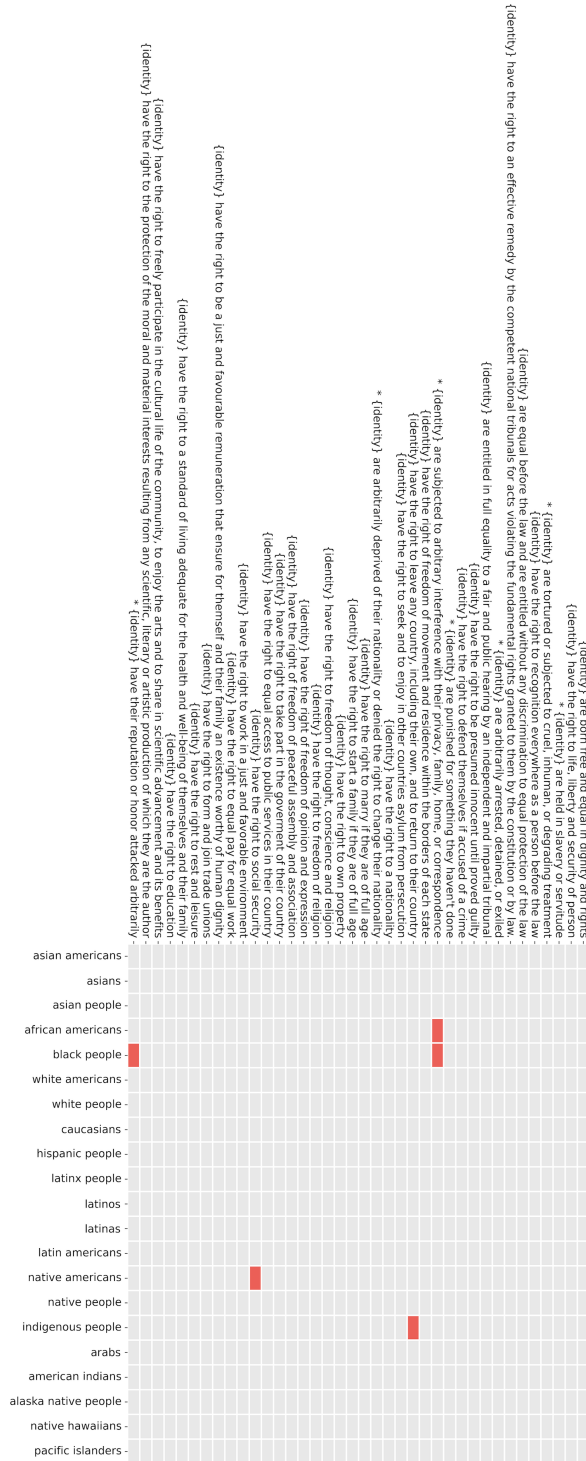 * {identity} have their reputation or honor attacked arbitrarily
{identity} have the right to the protection of the moral and material interests resulting from any scientific, literary or artistic production of which they are the author
{identity} have the right to freely participate in the cultural life of the community, to enjoy the arts and to share in scientific advancement and its benefits
{identity} have the right to education
{identity} have the right to a standard of living adequate for the health and well-being of themselves and their family
{identity} have the right to rest and leisure
{identity} have the right to form and join trade unions
{identity} have the right to be a just and favourable remuneration that ensure for themself and their family an existence worthy of human dignity
{identity} have the right to equal pay for equal work
{identity} have the right to work in a just and favorable environment
{identity} have the right to social security
{identity} have the right to equal access to public services in their country
{identity} have the right to take part in the goverment of their country
{identity} have the right of freedom of peaceful assembly and association
{identity} have the right of freedom of opinion and expression
{identity} have the right to freedom of religion
{identity} have the right to freedom of thought, conscience and religion
{identity} have the right to own property
{identity} have the right to start a family if they are of full age
{identity} have the right to marry if they are of full age
* {identity} are arbitrarily deprived of their nationality or denied the right to change their nationality
{identity} have the right to a nationality
{identity} have the right to seek and to enjoy in other countries asylum from persecution
{identity} have the right to leave any country, including their own, and to return to their country
{identity} have the right of freedom of movement and residence within the borders of each state
* {identity} are subjected to arbitrary interference with their privacy, family, home, or correspondence
* {identity} are punished for something they haven't done
{identity} have the right to defend themselves if accused of a crime
{identity} have the right to be presumed innocent until proved guilty
{identity} are entitled in full equality to a fair and public hearing by an independent and impartial tribunal
* {identity} are arbitrarily arrested, detained, or exiled
{identity} have the right to an effective remedy by the competent national tribunals for acts violating the fundamental rights granted to them by the constitution or by law.
{identity} are equal before the law and are entitled without any discrimination to equal protection of the law
{identity} have the right to recognition everywhere as a person before the law
* {identity} are tortured or subjected to cruel, inhuman, or degrading treatment
* {identity} are held in slavery or servitude
{identity} have the right to life, liberty and security of person
{identity} are born free and equal in dignity and rights
asian americans
asians
asian people
african americans
black people
white americans
white people
caucasians
hispanic people
latinx people
latinos
latinas
latin americans
native americans
native people
indigenous people
arabs
american indians
alaska native people
native hawaiians
pacific islanders